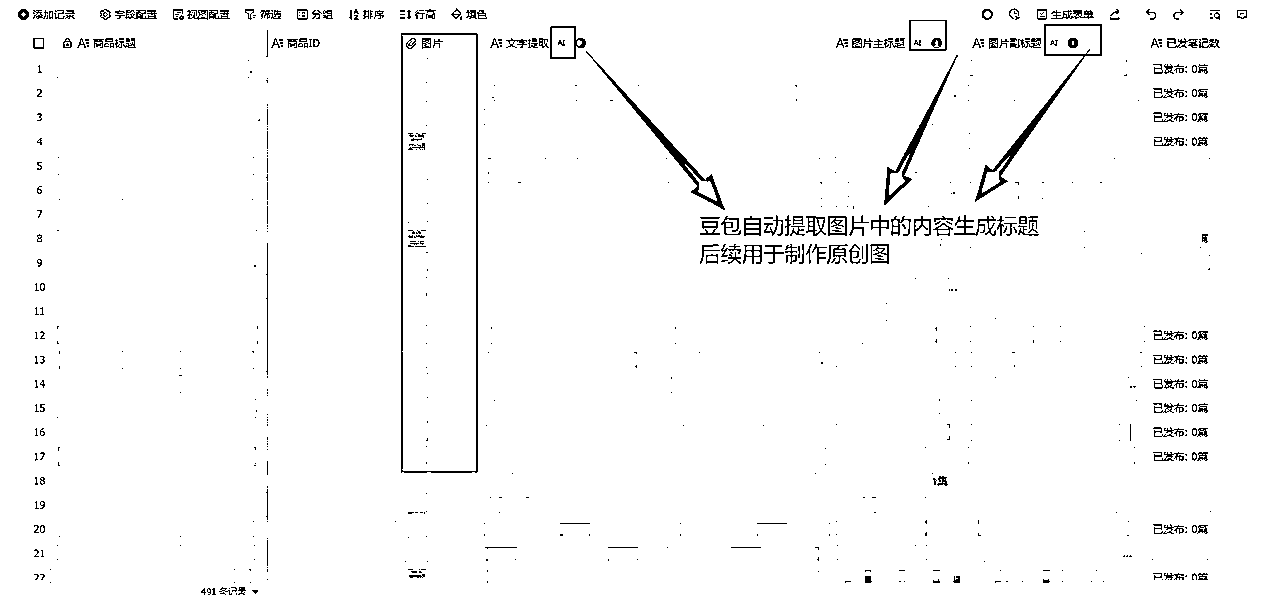 添加记录 字段配置 视图配置 筛选 分组 排序 行高 填色 生成表单
商品标题 商品ID 图片 文字提取 图片主标题 图片副标题 已发笔记数
1 已发布: 0篇
2 已发布: 0篇
3 已发布: 0篇
4 已发布: 0篇
5
6
7
豆包自动提取图片中的内容生成标题
8
后续用于制作原创图
9
10
11
12 已发布: 0篇
13 已发布: 0篇
14 已发布: 0篇
15 已发布: 0篇
16 已发布: 0篇
17 已发布: 0篇
18
19
20 已发布: 0篇
21
22 已发布: 0篇
491 条记录